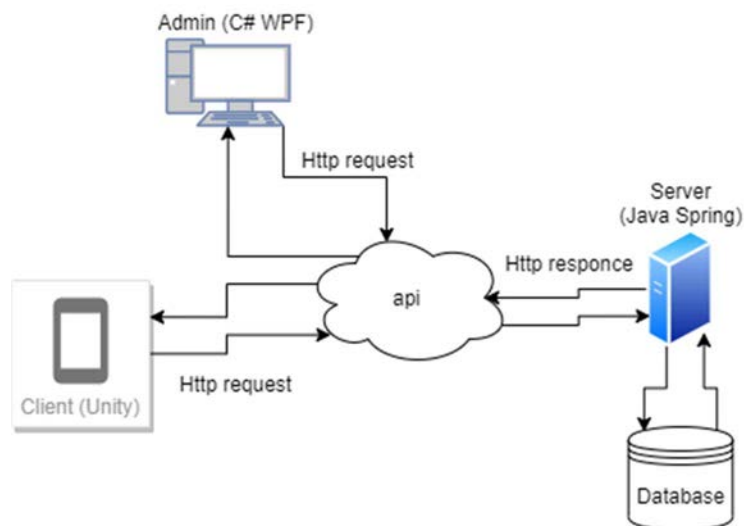 Admin (C# WPF)
Http request
Server
(Java Spring)
Http responce
api
Http request
Client (Unity)
Database